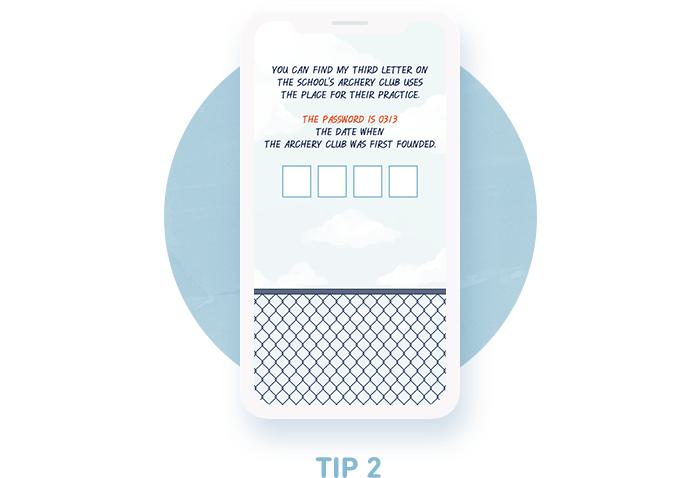 YOU CAN FIND MY THIRD LETTER ON
THE SCHOOL'S ARCHERY CLUB USES
THE PLACE FOR THEIR PRACTICE.
THE PASSWORD IS 0313
THE DATE WHEN
THE ARCHERY CLUB WAS FIRST FOUNDED.
TIP 2